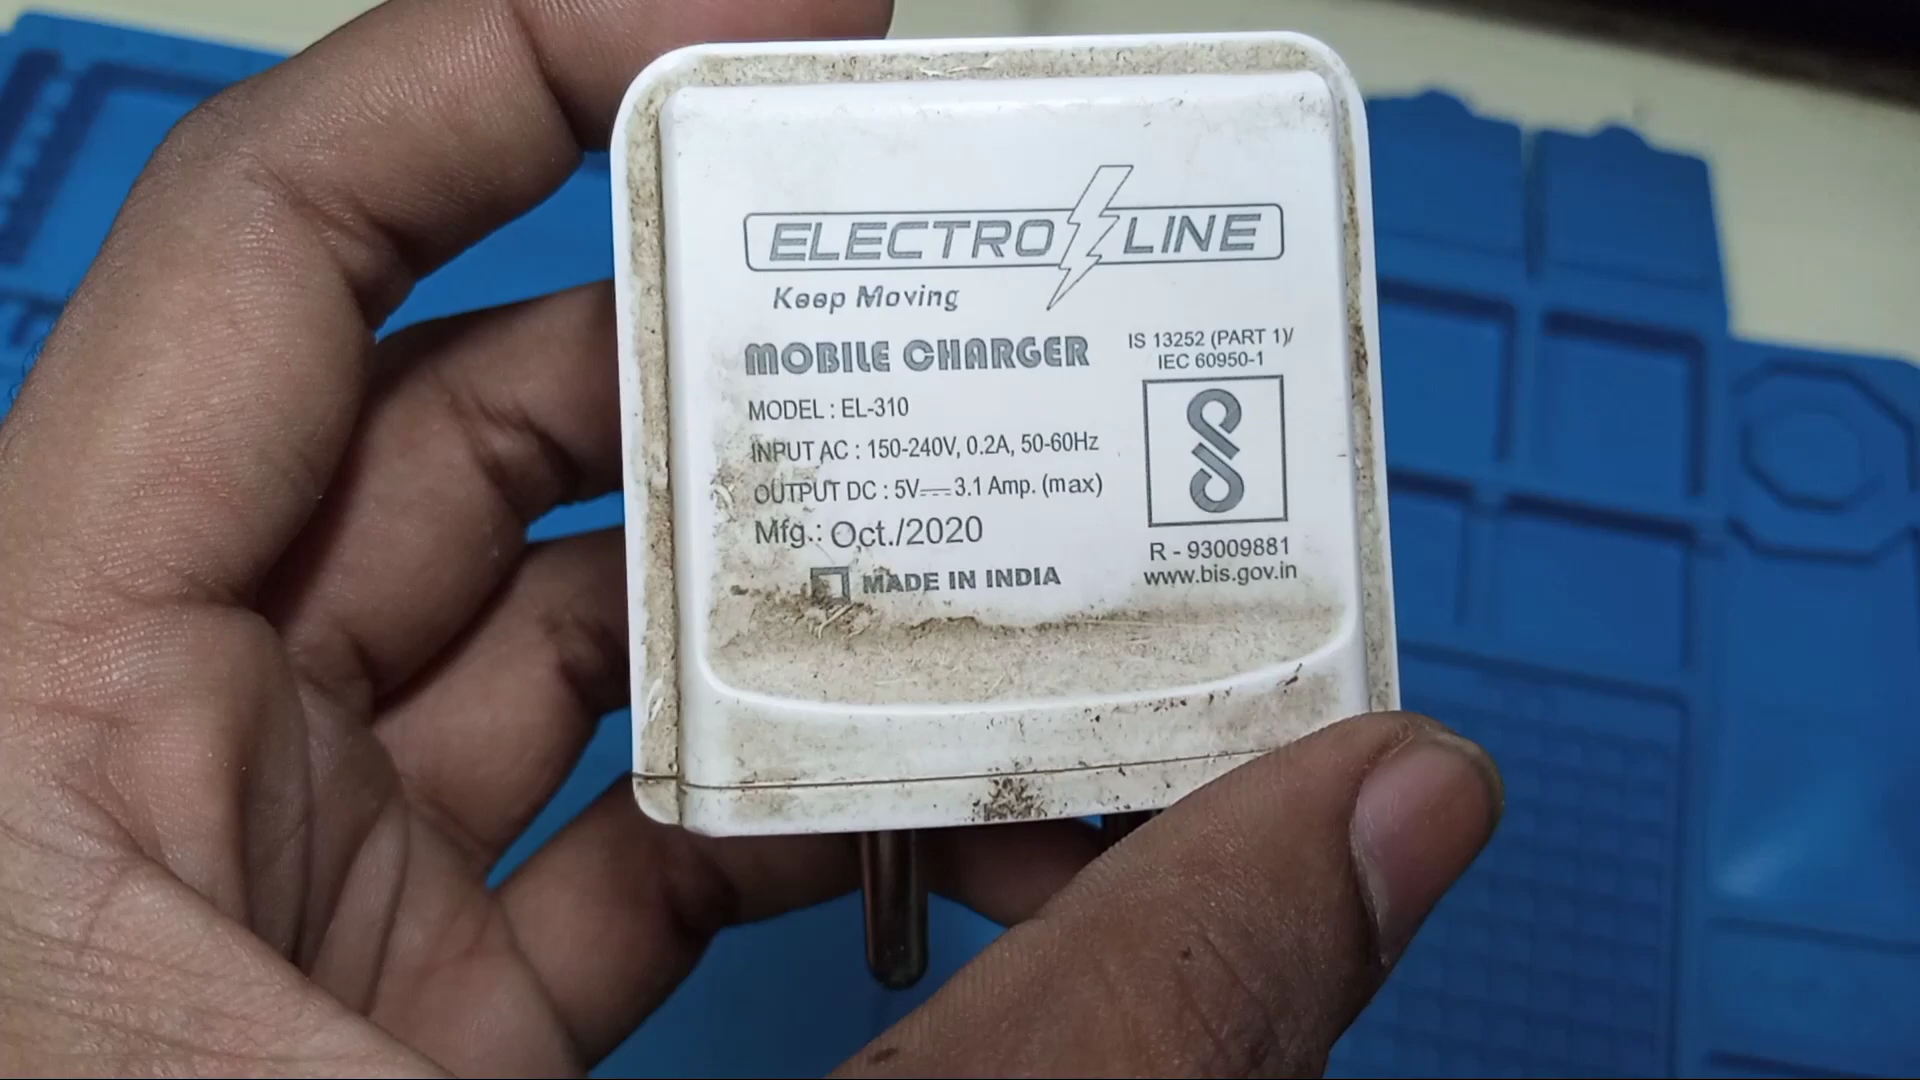 ELECTRO LINE
Keep Moving
MOBILE CHARGER
MODEL : EL-310
INPUT AC : 150-240V, 0.2A, 50-60Hz
OUTPUT DC : 5V⎓3.1 Amp. (max)
Mfg.: Oct./2020
MADE IN INDIA
IS 13252 (PART 1)/
IEC 60950-1
R - 93009881
www.bis.gov.in